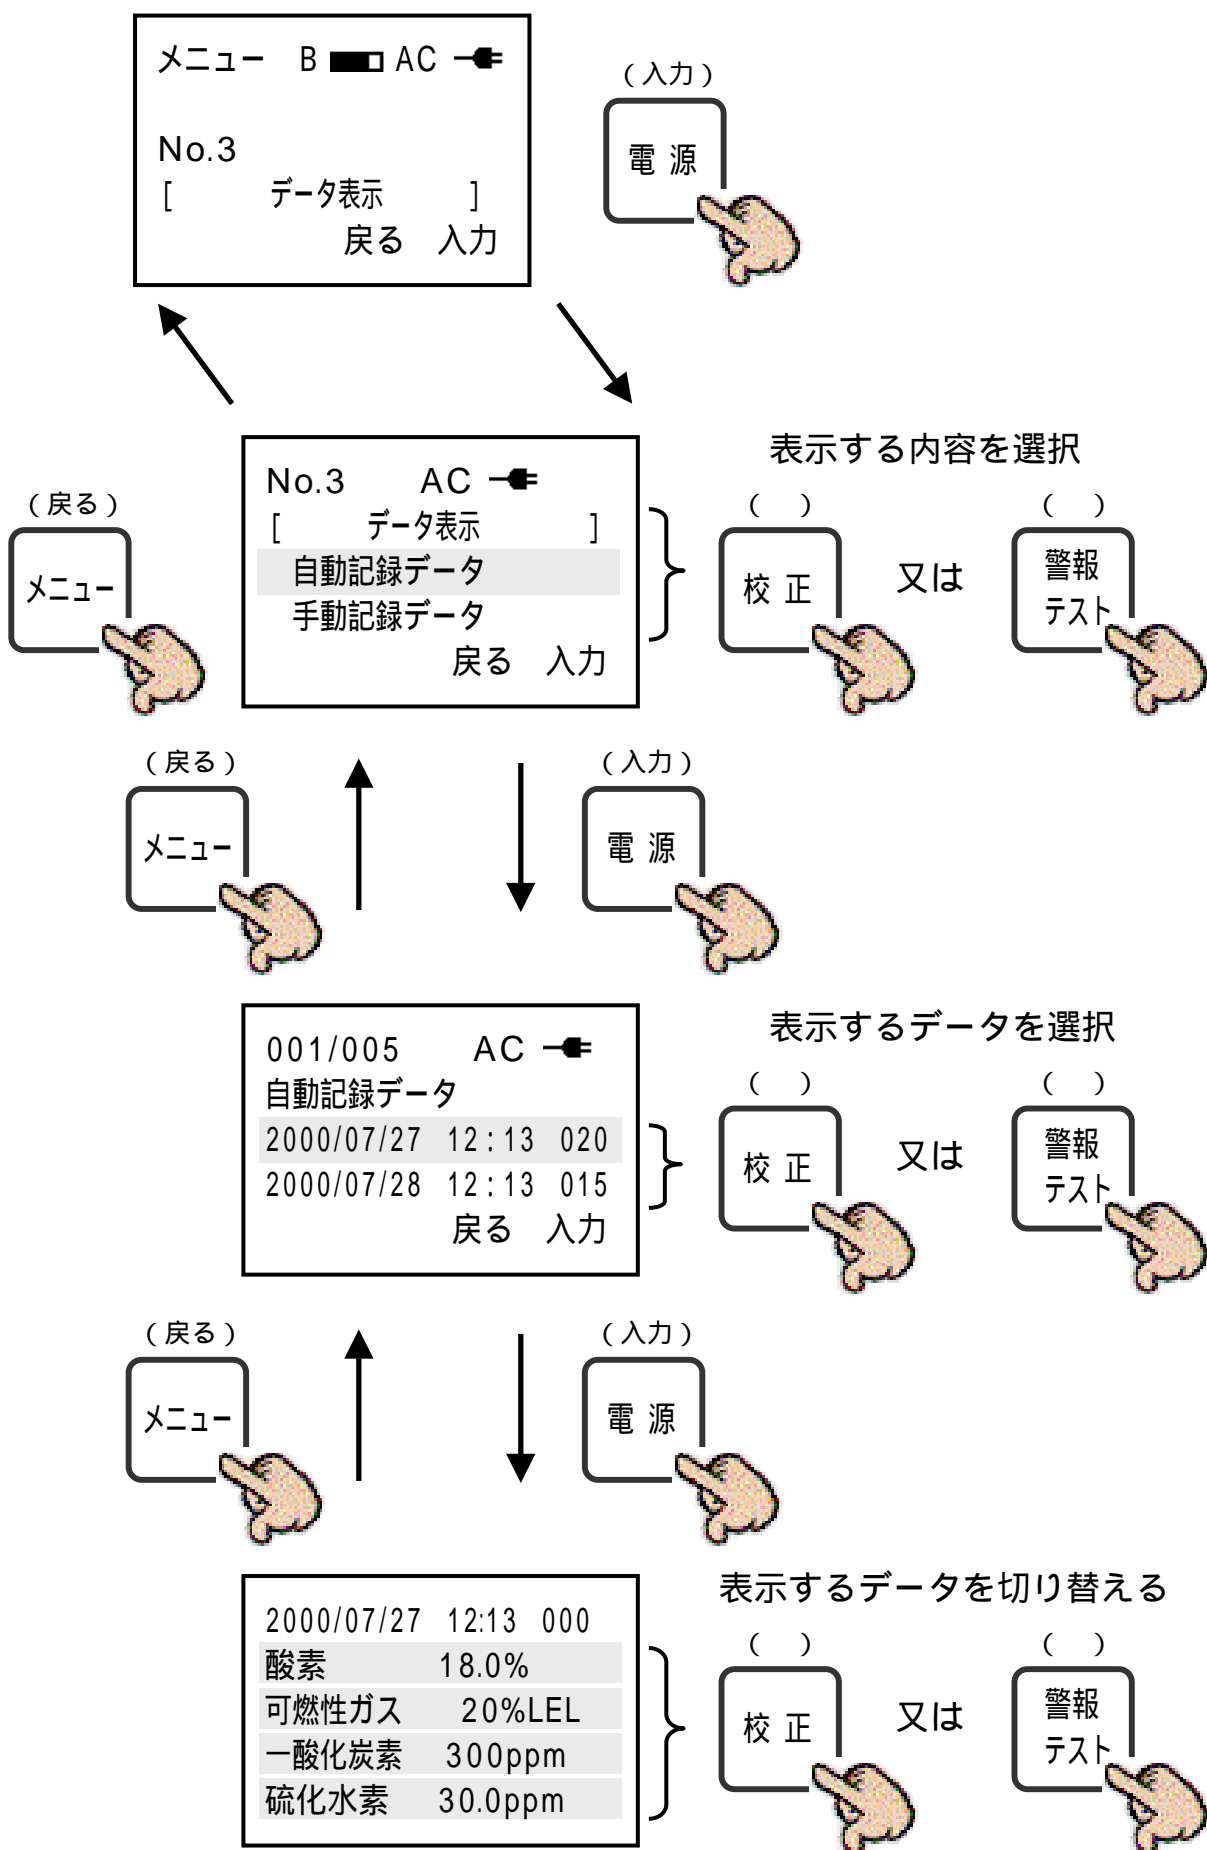 メニュー B AC
No.3
[ データ表示 ]
戻る 入力
(入力)
電 源
No.3 AC
[ データ表示 ]
自動記録データ
手動記録データ
戻る 入力
(戻る)
メニュー
表示する内容を選択
( )
校 正
又は
( )
警報
テスト
(戻る)
メニュー
(入力)
電 源
001/005 AC
自動記録データ
2000/07/27 12:13 020
2000/07/28 12:13 015
戻る 入力
表示するデータを選択
( )
校 正
又は
( )
警報
テスト
(戻る)
メニュー
(入力)
電 源
2000/07/27 12:13 000
酸素 18.0%
可燃性ガス 20%LEL
一酸化炭素 300ppm
硫化水素 30.0ppm
表示するデータを切り替える
( )
校 正
又は
( )
警報
テスト